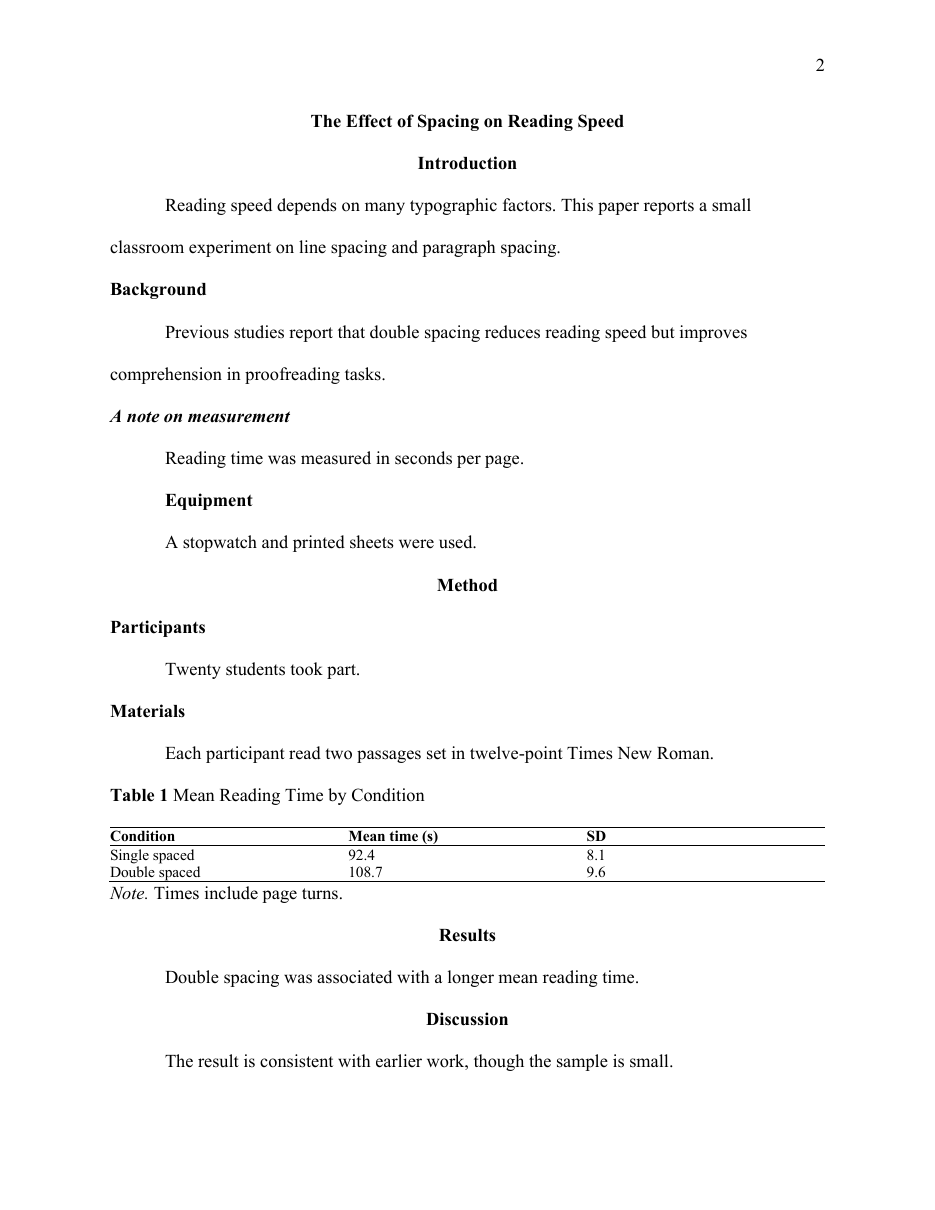 2
The Effect of Spacing on Reading Speed
Introduction
Reading speed depends on many typographic factors. This paper reports a small
classroom experiment on line spacing and paragraph spacing.
Background
Previous studies report that double spacing reduces reading speed but improves
comprehension in proofreading tasks.
A note on measurement
Reading time was measured in seconds per page.
Equipment
A stopwatch and printed sheets were used.
Method
Participants
Twenty students took part.
Materials
Each participant read two passages set in twelve-point Times New Roman.
Table 1 Mean Reading Time by Condition
Condition Mean time (s) SD
Single spaced 92.4 8.1
Double spaced 108.7 9.6
Note. Times include page turns.
Results
Double spacing was associated with a longer mean reading time.
Discussion
The result is consistent with earlier work, though the sample is small.